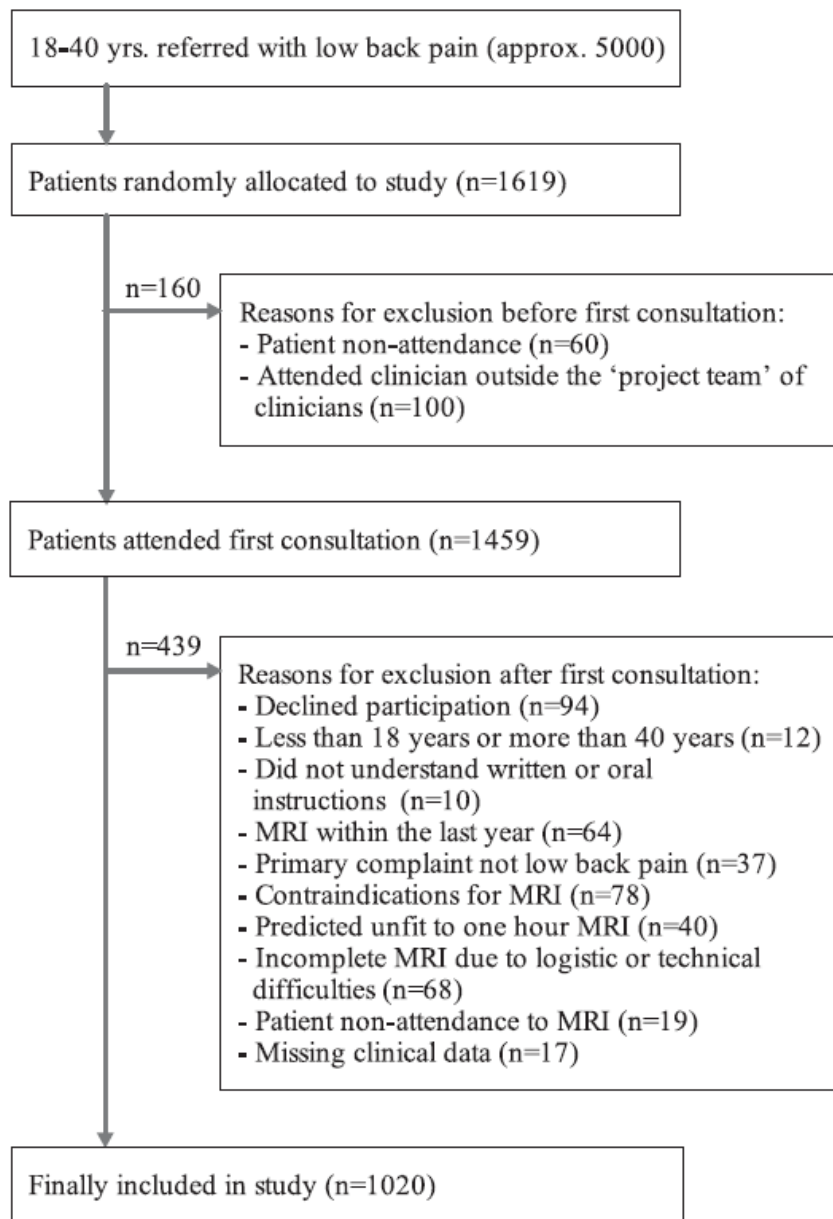 18-40 yrs. referred with low back pain (approx. 5000)
Patients randomly allocated to study (n=1619)
n=160
Reasons for exclusion before first consultation:
- Patient non-attendance (n=60)
- Attended clinician outside the ‘project team’ of
clinicians (n=100)
Patients attended first consultation (n=1459)
n=439
Reasons for exclusion after first consultation:
- Declined participation (n=94)
- Less than 18 years or more than 40 years (n=12)
- Did not understand written or oral
instructions  (n=10)
- MRI within the last year (n=64)
- Primary complaint not low back pain (n=37)
- Contraindications for MRI (n=78)
- Predicted unfit to one hour MRI (n=40)
- Incomplete MRI due to logistic or technical
difficulties (n=68)
- Patient non-attendance to MRI (n=19)
- Missing clinical data (n=17)
Finally included in study (n=1020)